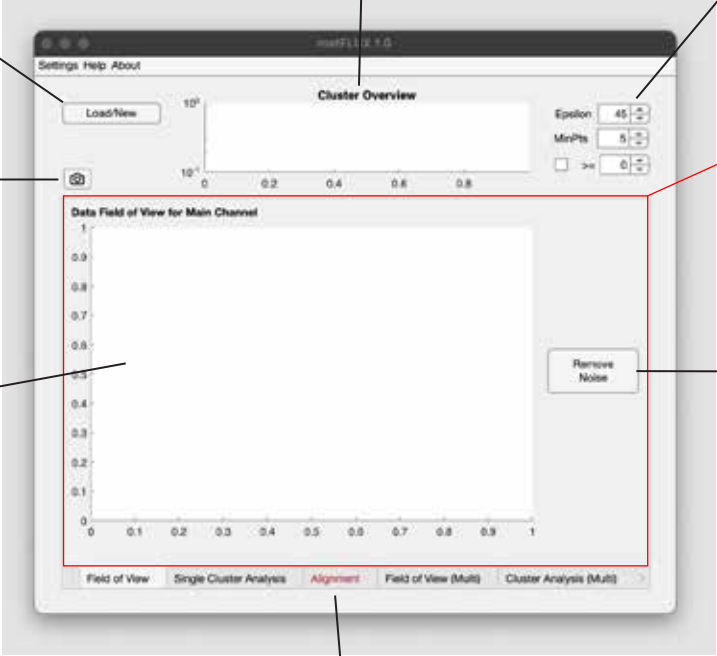 matFLUX 1.0
Settings Help About
Load/New
Cluster Overview
10⁰
10⁻¹
0 0.2 0.4 0.6 0.8
Epsilon 45
MinPts 5
>= 0
Data Field of View for Main Channel
1
0.9
0.8
0.7
0.6
0.5
0.4
0.3
0.2
0.1
0
0 0.1 0.2 0.3 0.4 0.5 0.6 0.7 0.8 0.9 1
Remove
Noise
Field of View Single Cluster Analysis Alignment Field of View (Multi) Cluster Analysis (Multi)